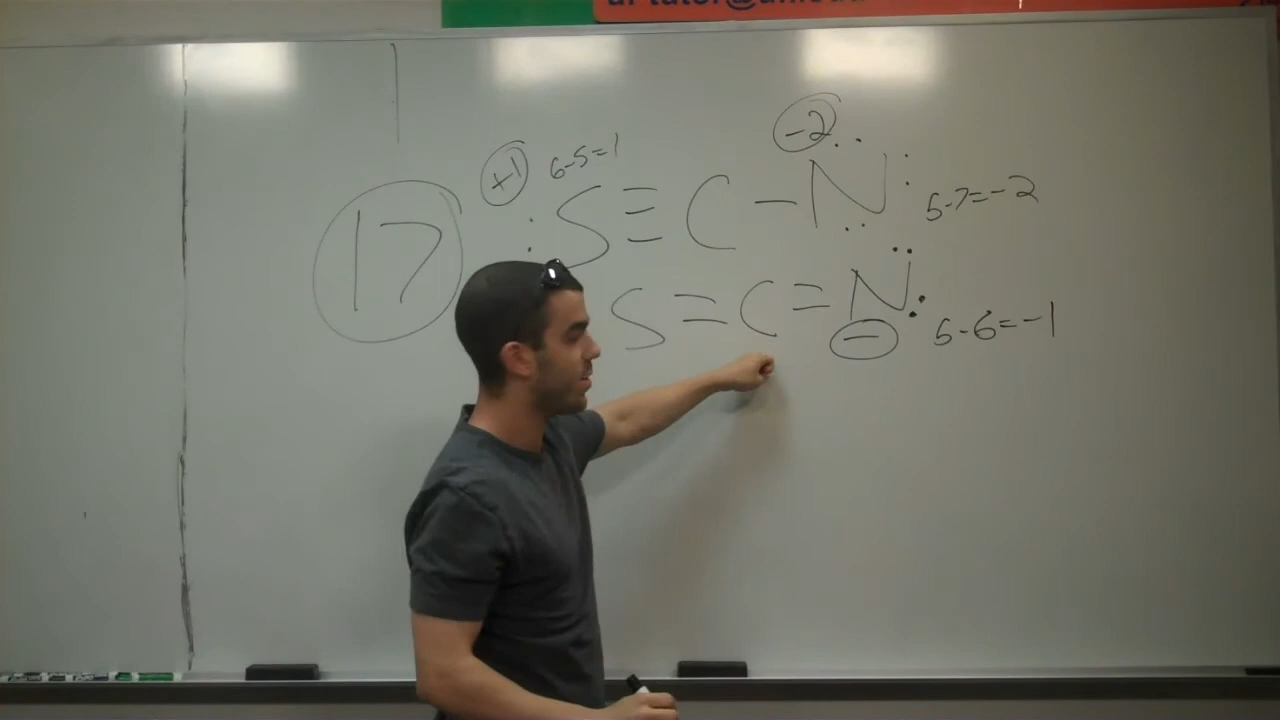 17
+1 6-5=1 -2
:S≡C-N 5-7=-2
S=C=N 5-6=-1
-